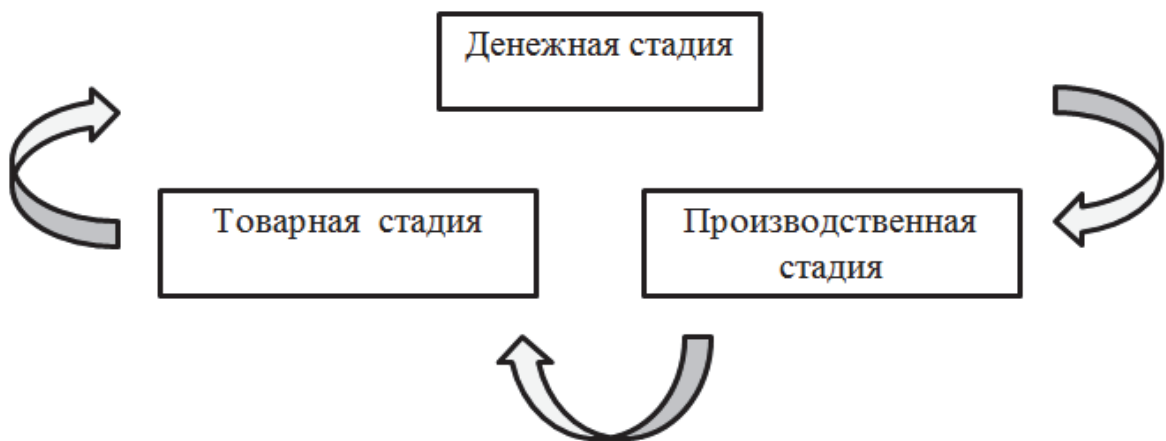 Денежная стадия
Товарная стадия
Производственная
стадия